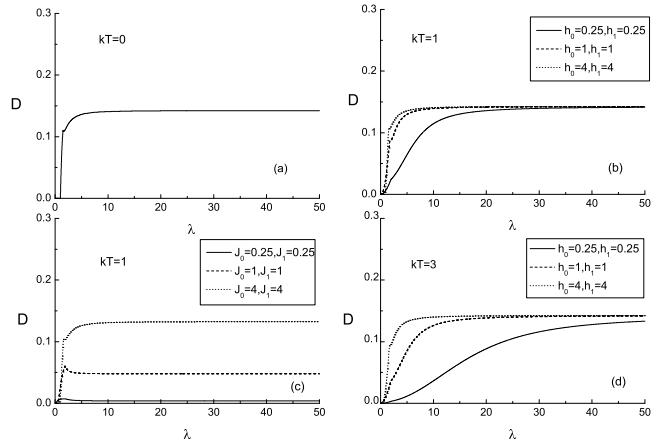 0.3
kT=0
0.2
D
0.1
(a)
0.0
0 10 20 30 40 50
λ
0.3
kT=1
h₀=0.25,h₁=0.25
h₀=1,h₁=1
h₀=4,h₁=4
0.2
D
0.1
(b)
0.0
0 10 20 30 40 50
λ
0.3
kT=1
J₀=0.25,J₁=0.25
J₀=1,J₁=1
J₀=4,J₁=4
0.2
D
0.1
(c)
0.0
0 10 20 30 40 50
λ
0.3
kT=3
h₀=0.25,h₁=0.25
h₀=1,h₁=1
h₀=4,h₁=4
0.2
D
0.1
(d)
0.0
0 10 20 30 40 50
λ